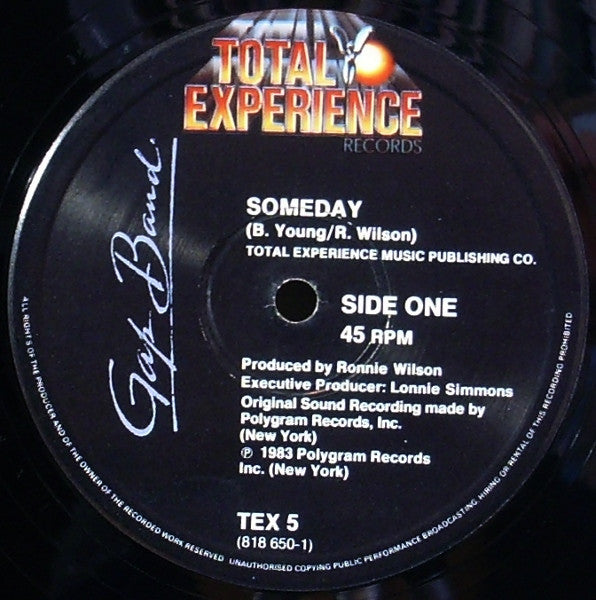 TOTAL
EXPERIENCE
RECORDS
Gap Band.
SOMEDAY
(B. Young/R. Wilson)
TOTAL EXPERIENCE MUSIC PUBLISHING CO.
SIDE ONE
45 RPM
Produced by Ronnie Wilson
Executive Producer: Lonnie Simmons
Original Sound Recording made by
Polygram Records, Inc.
(New York)
℗ 1983 Polygram Records
Inc. (New York)
TEX 5
(818 650-1)
ALL RIGHTS OF THE PRODUCER AND OF THE OWNER OF THE RECORDED WORK RESERVED UNAUTHORISED COPYING PUBLIC PERFORMANCE BROADCASTING, HIRING OR RENTAL OF THIS RECORDING PROHIBITED